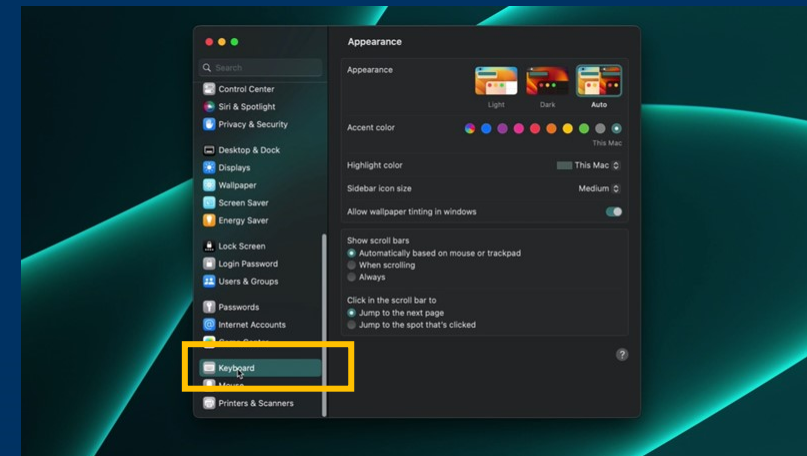 Appearance
Search
Control Center
Siri & Spotlight
Privacy & Security
Desktop & Dock
Displays
Wallpaper
Screen Saver
Energy Saver
Lock Screen
Login Password
Users & Groups
Passwords
Internet Accounts
Game Center
Keyboard
Mouse
Printers & Scanners
Appearance
Light
Dark
Auto
Accent color
This Mac
Highlight color
This Mac
Sidebar icon size
Medium
Allow wallpaper tinting in windows
Show scroll bars
Automatically based on mouse or trackpad
When scrolling
Always
Click in the scroll bar to
Jump to the next page
Jump to the spot that's clicked
?